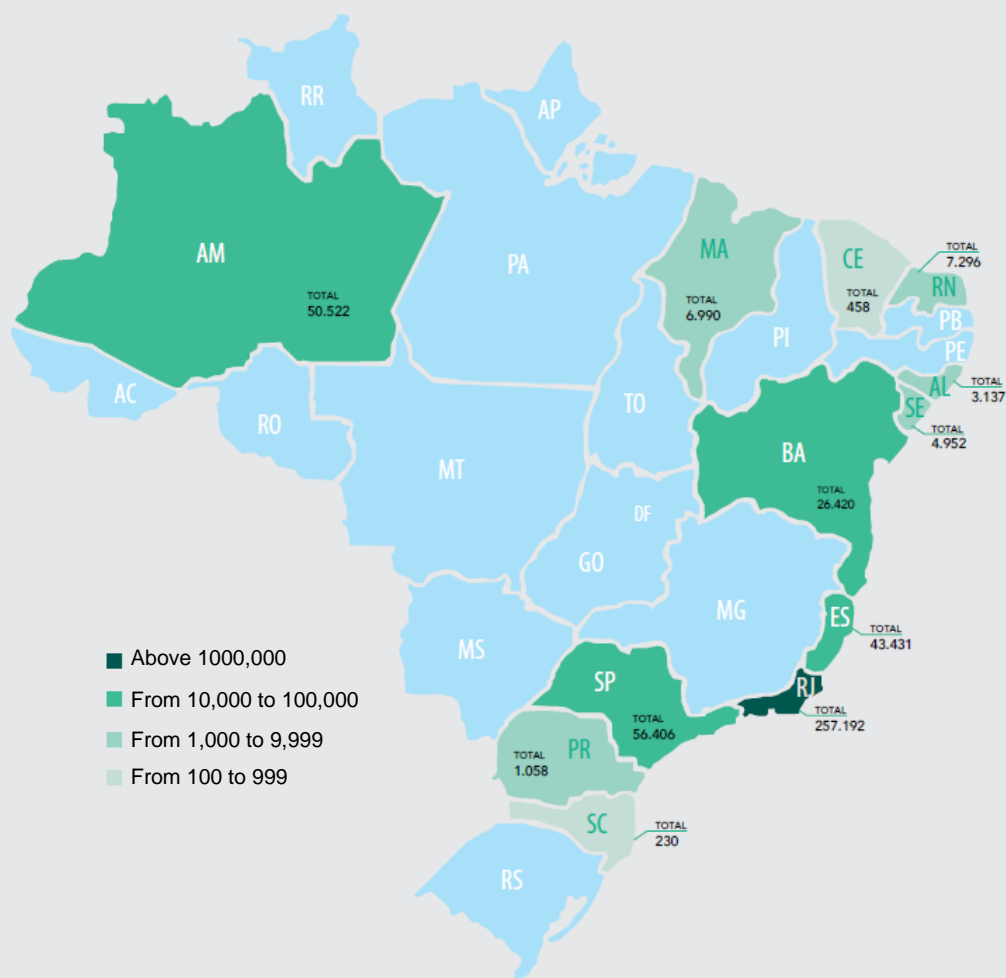 RR
AP
AM
TOTAL
50.522
PA
MA
TOTAL
6.990
CE
TOTAL
458
TOTAL
7.296
RN
PB
PE
PI
AL
TOTAL
3.137
SE
TOTAL
4.952
AC
RO
TO
MT
BA
TOTAL
26.420
DF
GO
MG
ES
TOTAL
43.431
MS
SP
TOTAL
56.406
RJ
TOTAL
257.192
PR
TOTAL
1.058
SC
TOTAL
230
RS
Above 1000,000
From 10,000 to 100,000
From 1,000 to 9,999
From 100 to 999